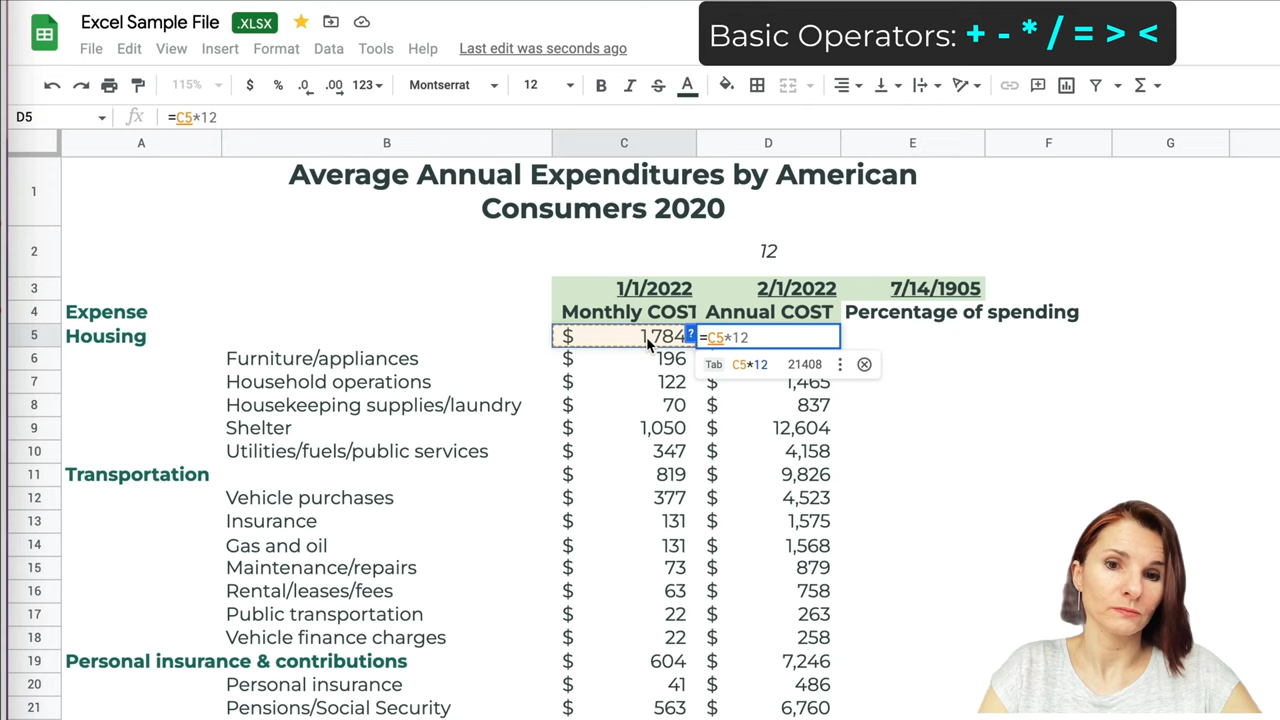 Excel Sample File .XLSX
Basic Operators: + - * / = > <
File Edit View Insert Format Data Tools Help Last edit was seconds ago
115% $ % .0 .00 123 Montserrat 12 B I S A
D5 fx =C5*12
A B C D E F G
1 Average Annual Expenditures by American
Consumers 2020
2 12
3 1/1/2022 2/1/2022 7/14/1905
4 Expense Monthly COST Annual COST Percentage of spending
5 Housing $ 1,784 ? =C5*12
6 Furniture/appliances $ 196 Tab C5*12 21408
7 Household operations $ 122 1,465
8 Housekeeping supplies/laundry $ 70 $ 837
9 Shelter $ 1,050 $ 12,604
10 Utilities/fuels/public services $ 347 $ 4,158
11 Transportation $ 819 $ 9,826
12 Vehicle purchases $ 377 $ 4,523
13 Insurance $ 131 $ 1,575
14 Gas and oil $ 131 $ 1,568
15 Maintenance/repairs $ 73 $ 879
16 Rental/leases/fees $ 63 $ 758
17 Public transportation $ 22 $ 263
18 Vehicle finance charges $ 22 $ 258
19 Personal insurance & contributions $ 604 $ 7,246
20 Personal insurance $ 41 $ 486
21 Pensions/Social Security $ 563 $ 6,760